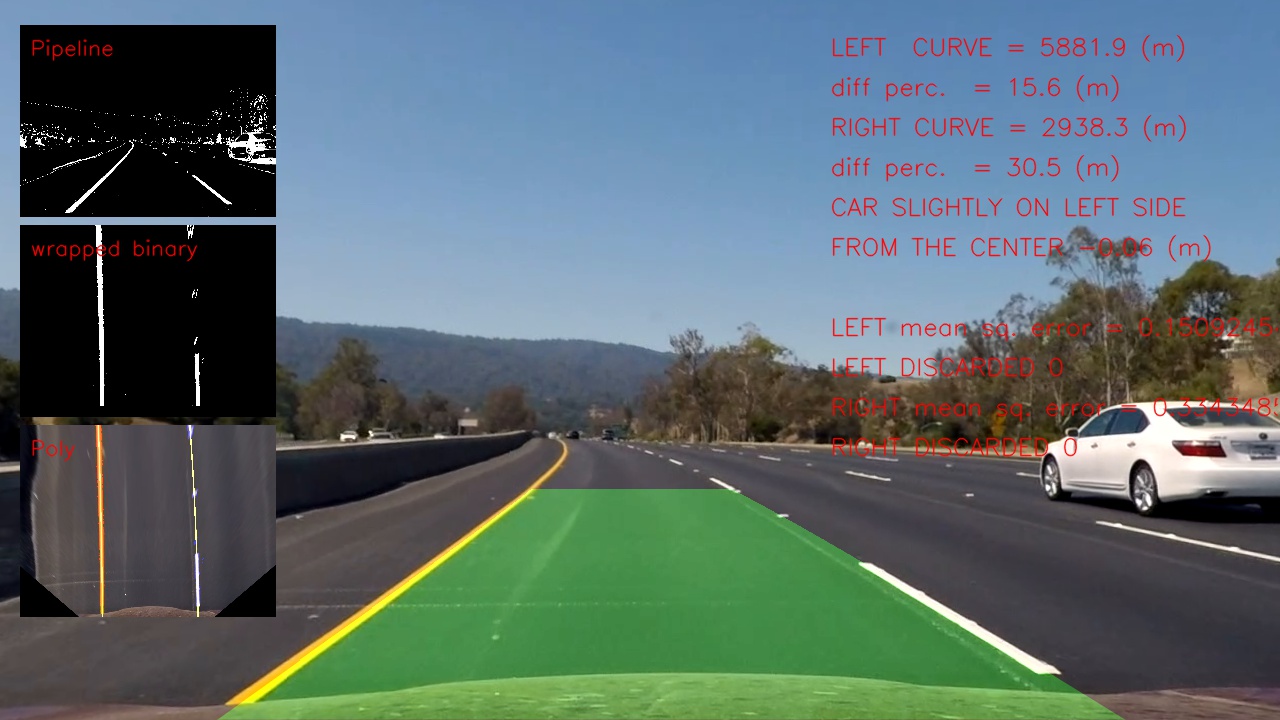 Pipeline
wrapped binary
Poly
LEFT CURVE = 5881.9 (m)
diff perc. = 15.6 (m)
RIGHT CURVE = 2938.3 (m)
diff perc. = 30.5 (m)
CAR SLIGHTLY ON LEFT SIDE
FROM THE CENTER -0.06 (m)
LEFT mean sq. error = 0.1509245
LEFT DISCARDED 0
RIGHT mean sq. error = 0.3343485
RIGHT DISCARDED 0